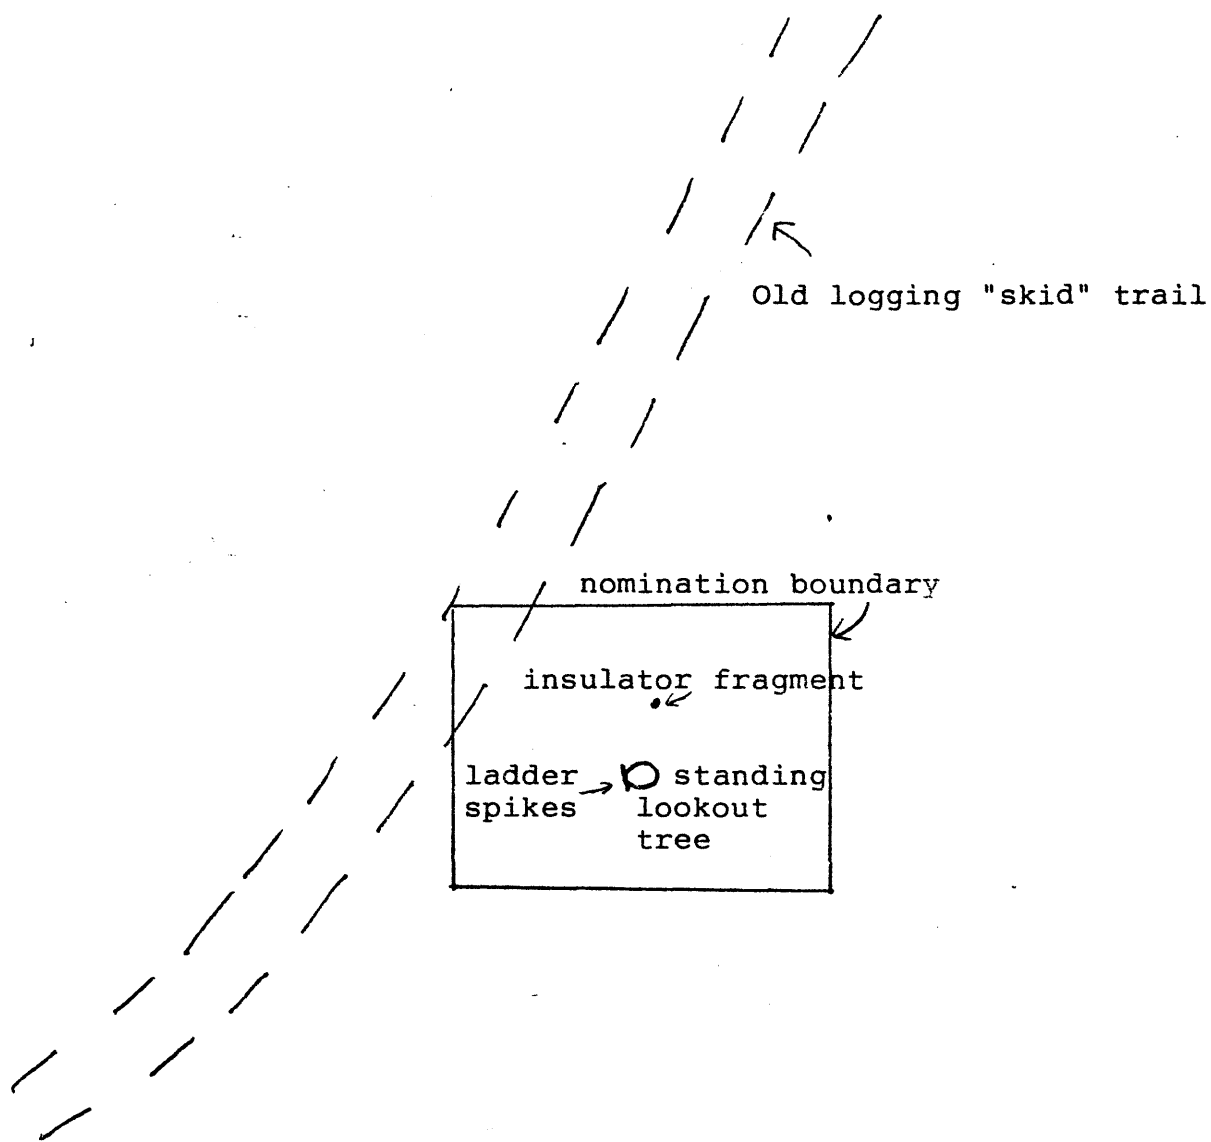 Old logging "skid" trail
nomination boundary
insulator fragment
ladder
spikes
standing
lookout
tree